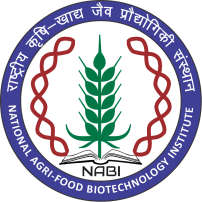 राष्ट्रीय कृषि-खाद्य जैव प्रौद्योगिकी संस्थान
NABI
NATIONAL AGRI-FOOD BIOTECHNOLOGY INSTITUTE